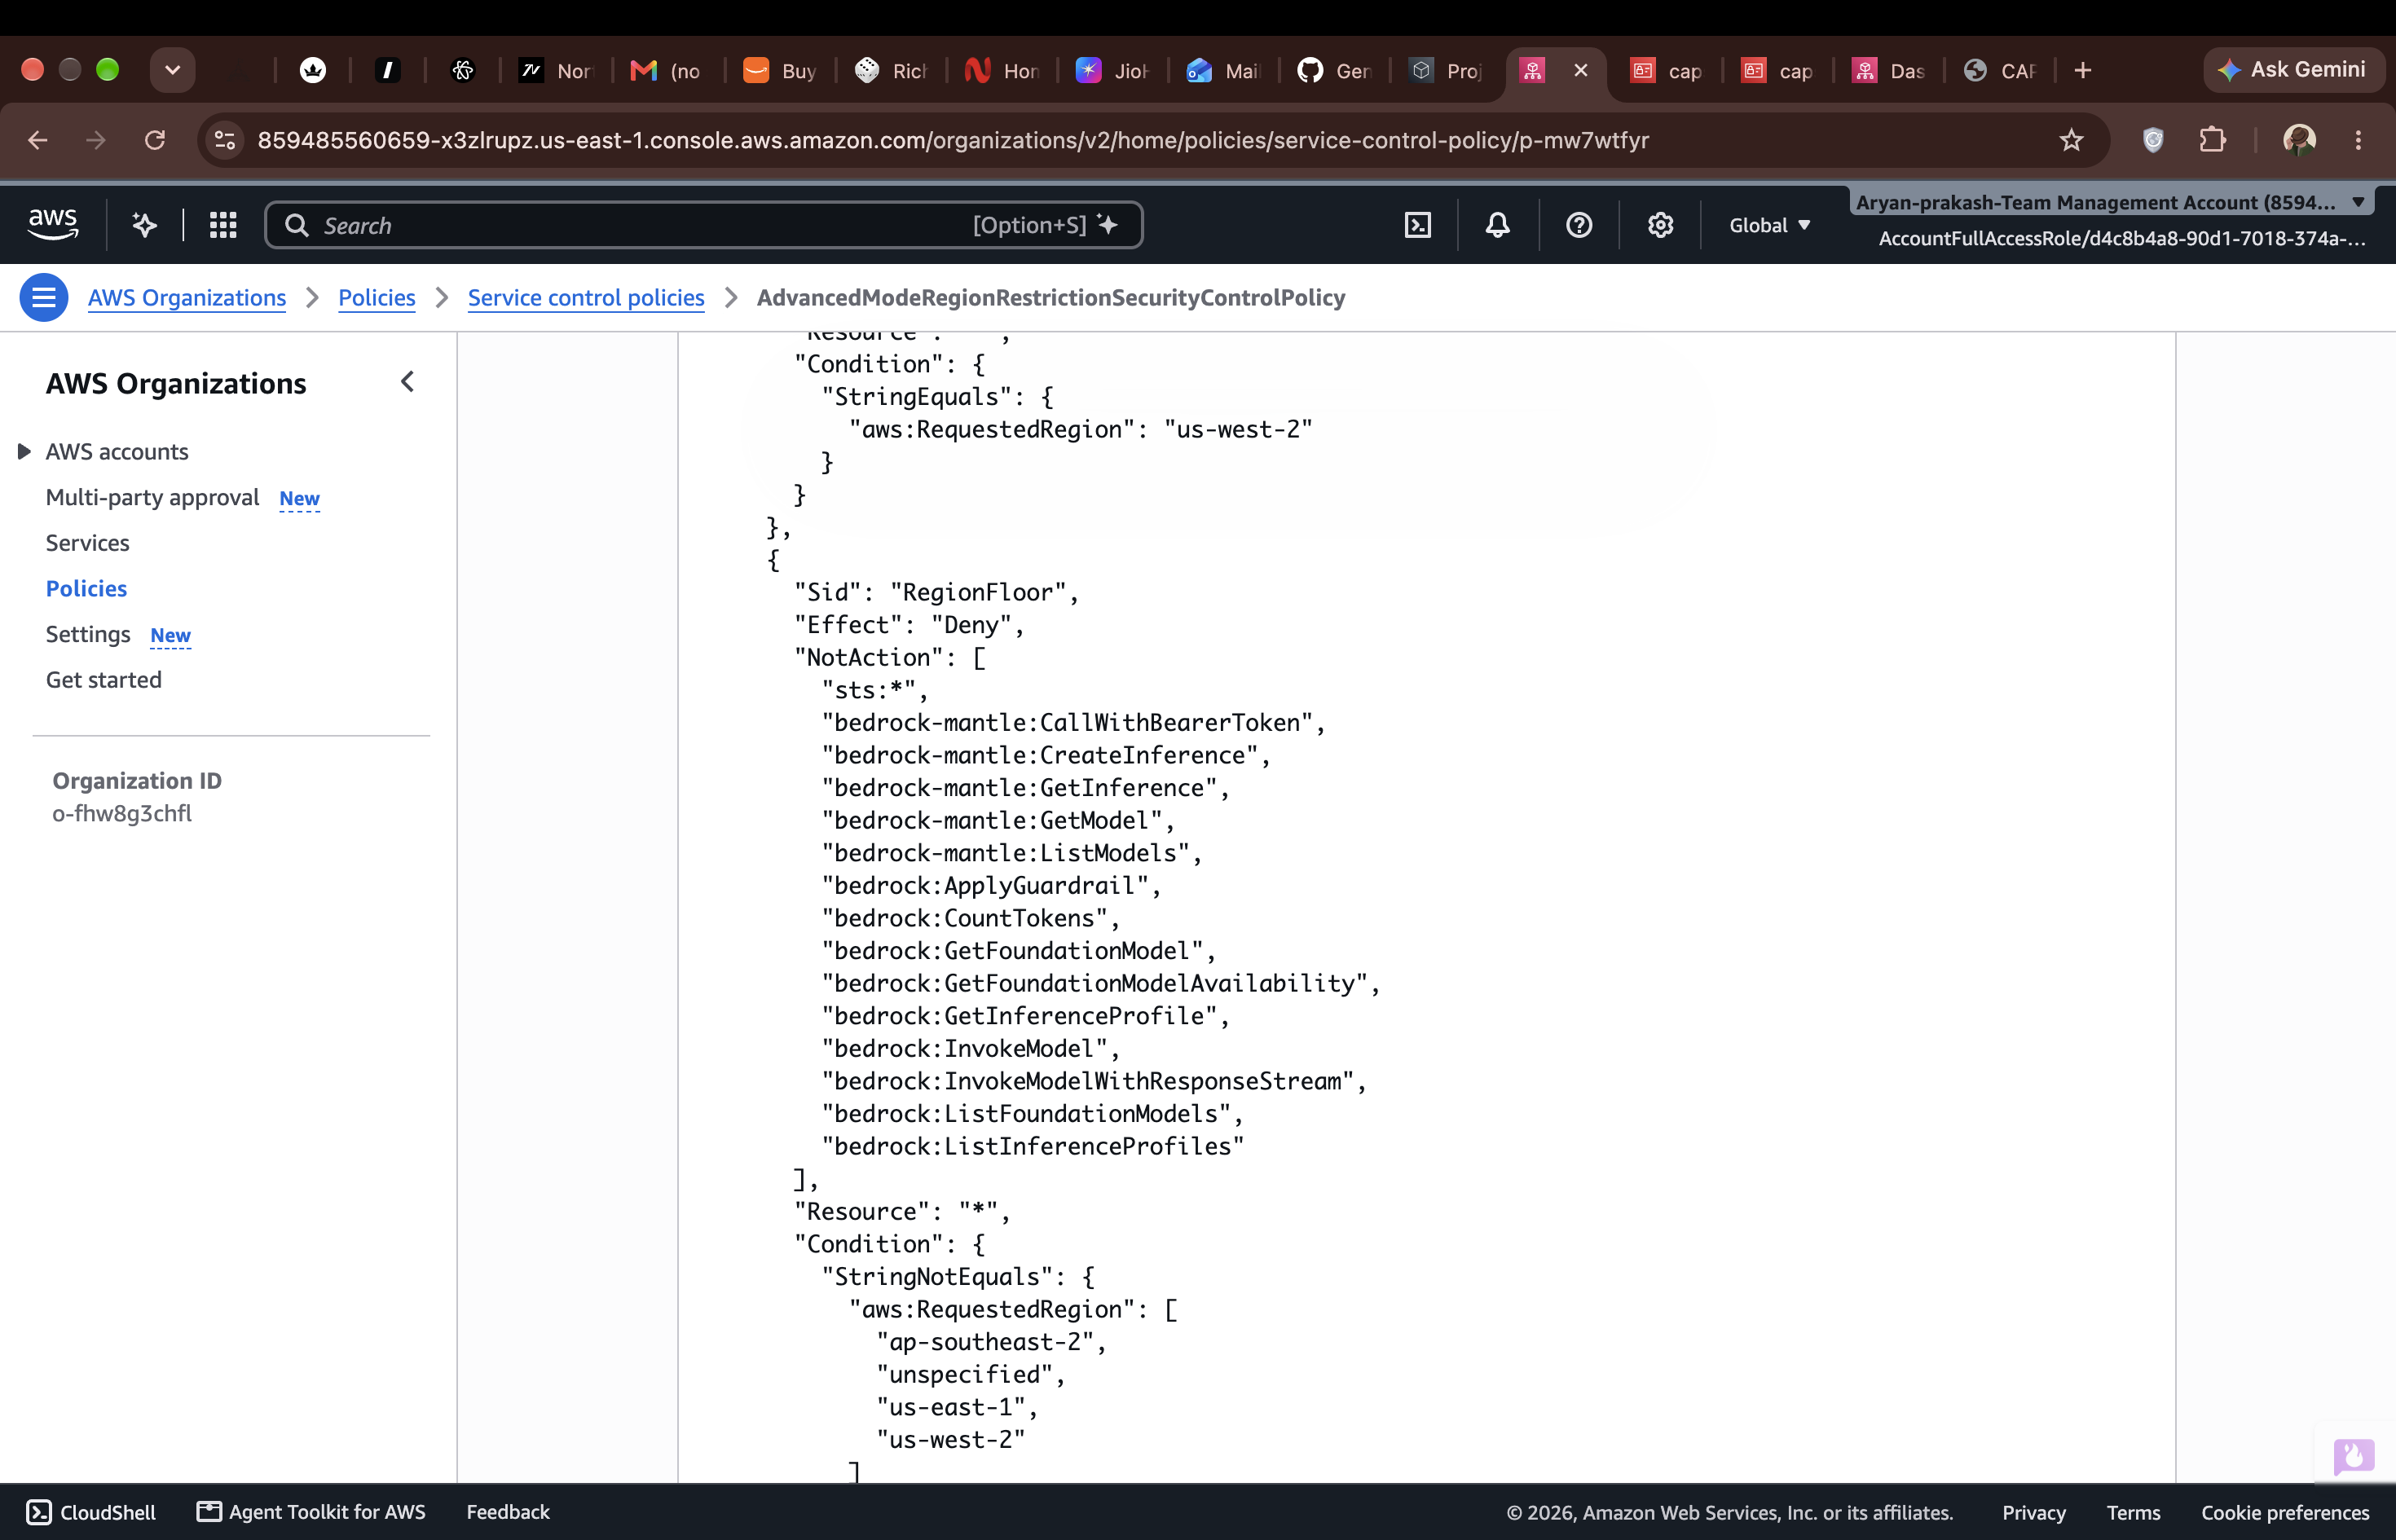 Nor
(no
Buy
Rich
Hon
JioH
Mail
Gen
Proj
cap
cap
Das
CAP
Ask Gemini
859485560659-x3zlrupz.us-east-1.console.aws.amazon.com/organizations/v2/home/policies/service-control-policy/p-mw7wtfyr
aws
Search
[Option+S]
Global
Aryan-prakash-Team Management Account (8594...
AccountFullAccessRole/d4c8b4a8-90d1-7018-374a-...
AWS Organizations
Policies
Service control policies
AdvancedModeRegionRestrictionSecurityControlPolicy
AWS Organizations
AWS accounts
Multi-party approval New
Services
Policies
Settings New
Get started
Organization ID
o-fhw8g3chfl
"Condition": {
"StringEquals": {
"aws:RequestedRegion": "us-west-2"
}
}
},
{
"Sid": "RegionFloor",
"Effect": "Deny",
"NotAction": [
"sts:*",
"bedrock-mantle:CallWithBearerToken",
"bedrock-mantle:CreateInference",
"bedrock-mantle:GetInference",
"bedrock-mantle:GetModel",
"bedrock-mantle:ListModels",
"bedrock:ApplyGuardrail",
"bedrock:CountTokens",
"bedrock:GetFoundationModel",
"bedrock:GetFoundationModelAvailability",
"bedrock:GetInferenceProfile",
"bedrock:InvokeModel",
"bedrock:InvokeModelWithResponseStream",
"bedrock:ListFoundationModels",
"bedrock:ListInferenceProfiles"
],
"Resource": "*",
"Condition": {
"StringNotEquals": {
"aws:RequestedRegion": [
"ap-southeast-2",
"unspecified",
"us-east-1",
"us-west-2"
]
CloudShell
Agent Toolkit for AWS
Feedback
© 2026, Amazon Web Services, Inc. or its affiliates.
Privacy
Terms
Cookie preferences